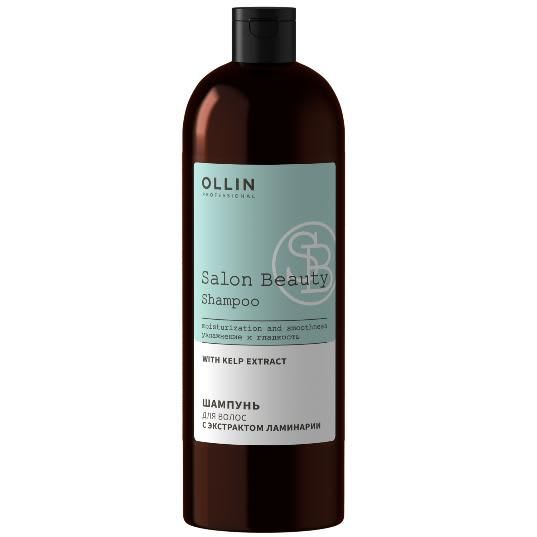 OLLIN
PROFESSIONAL
SB
Salon Beauty
Shampoo
moisturization and smoothness
увлажнение и гладкость
WITH KELP EXTRACT
ШАМПУНЬ
ДЛЯ ВОЛОС
С ЭКСТРАКТОМ ЛАМИНАРИИ